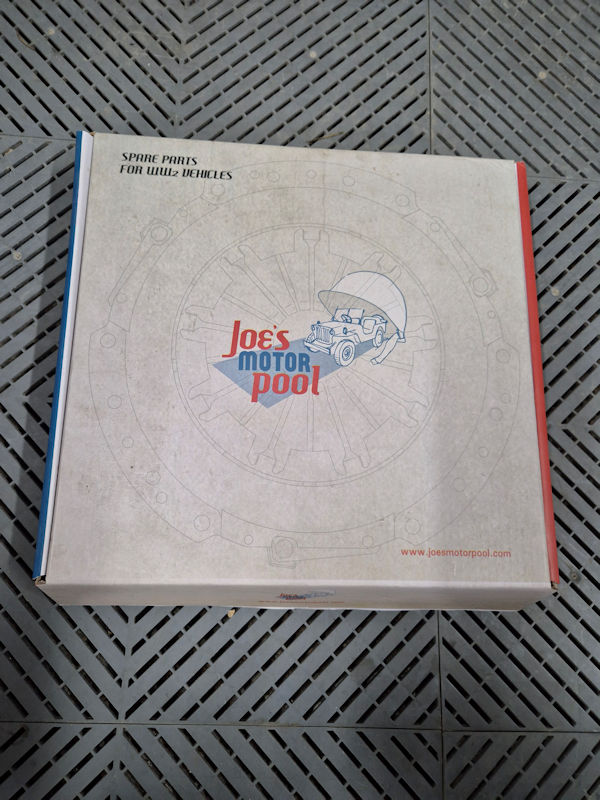 SPARE PARTS
FOR WW2 VEHICLES
JOE'S
MOTOR
POOL
www.joesmotorpool.com